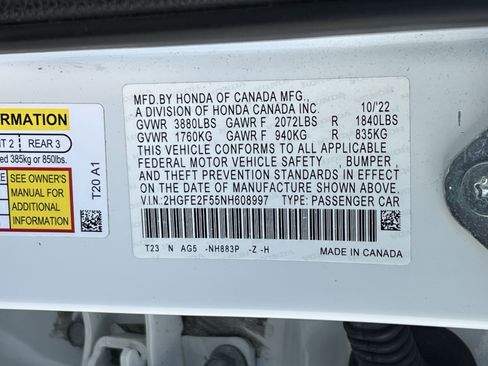 MFD.BY HONDA OF CANADA MFG.,
A DIVISION OF HONDA CANADA INC. 10/'22
GVWR 3880LBS GAWR F 2072LBS R 1840LBS
GVWR 1760KG GAWR F 940KG R 835KG
THIS VEHICLE CONFORMS TO ALL APPLICABLE
FEDERAL MOTOR VEHICLE SAFETY , BUMPER ,
AND THEFT PREVENTION STANDARDS IN EFFECT ON
THE DATE OF MANUFACTURE SHOWN ABOVE.
V.I.N.:2HGFE2F55NH608997 TYPE: PASSENGER CAR
T23 N AG5 -NH883P -Z -H
MADE IN CANADA
ORMATION
T 2 REAR 3
ed 385kg or 850lbs.
SEE OWNER'S
MANUAL FOR
ADDITIONAL
INFORMATION
T20 A1